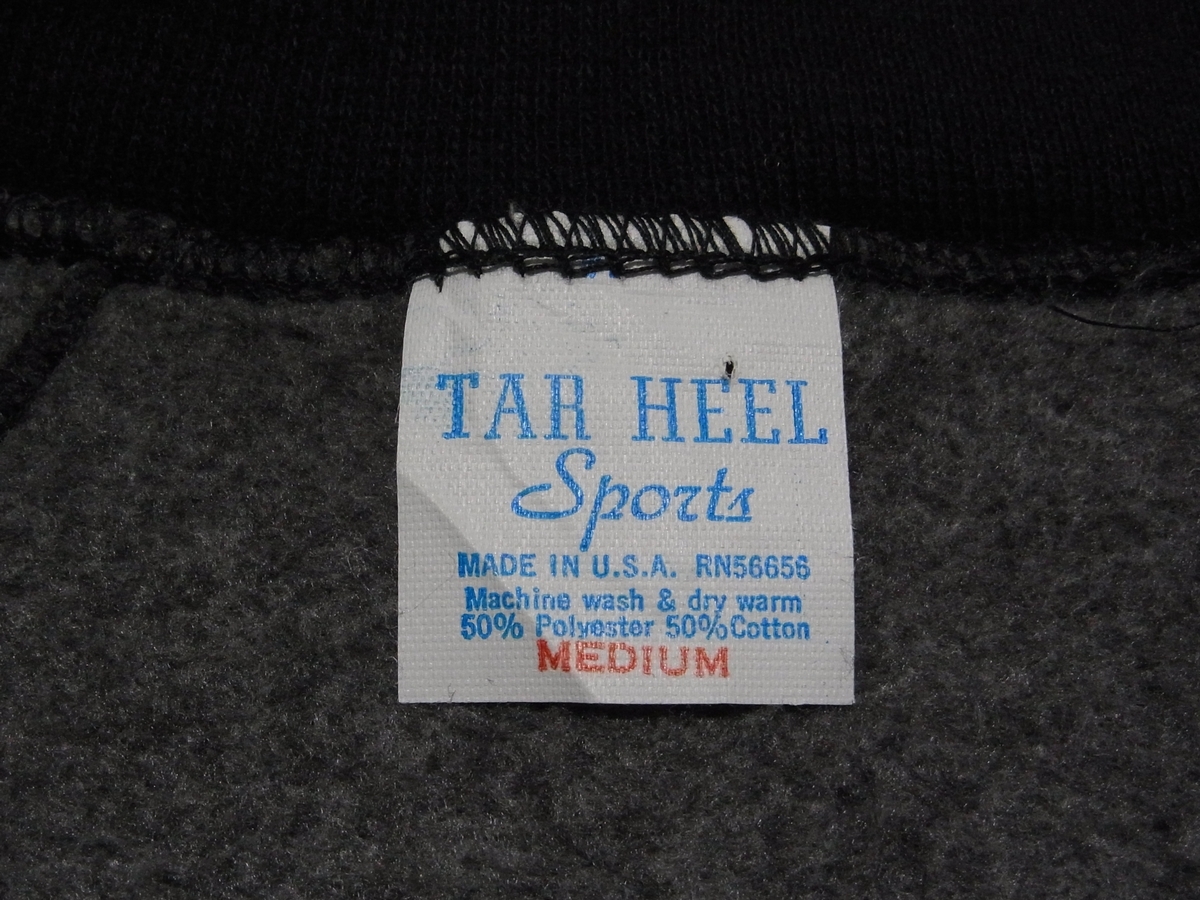 TAR HEEL
Sports
MADE IN U.S.A. RN56656
Machine wash & dry warm
50% Polyester 50% Cotton
MEDIUM